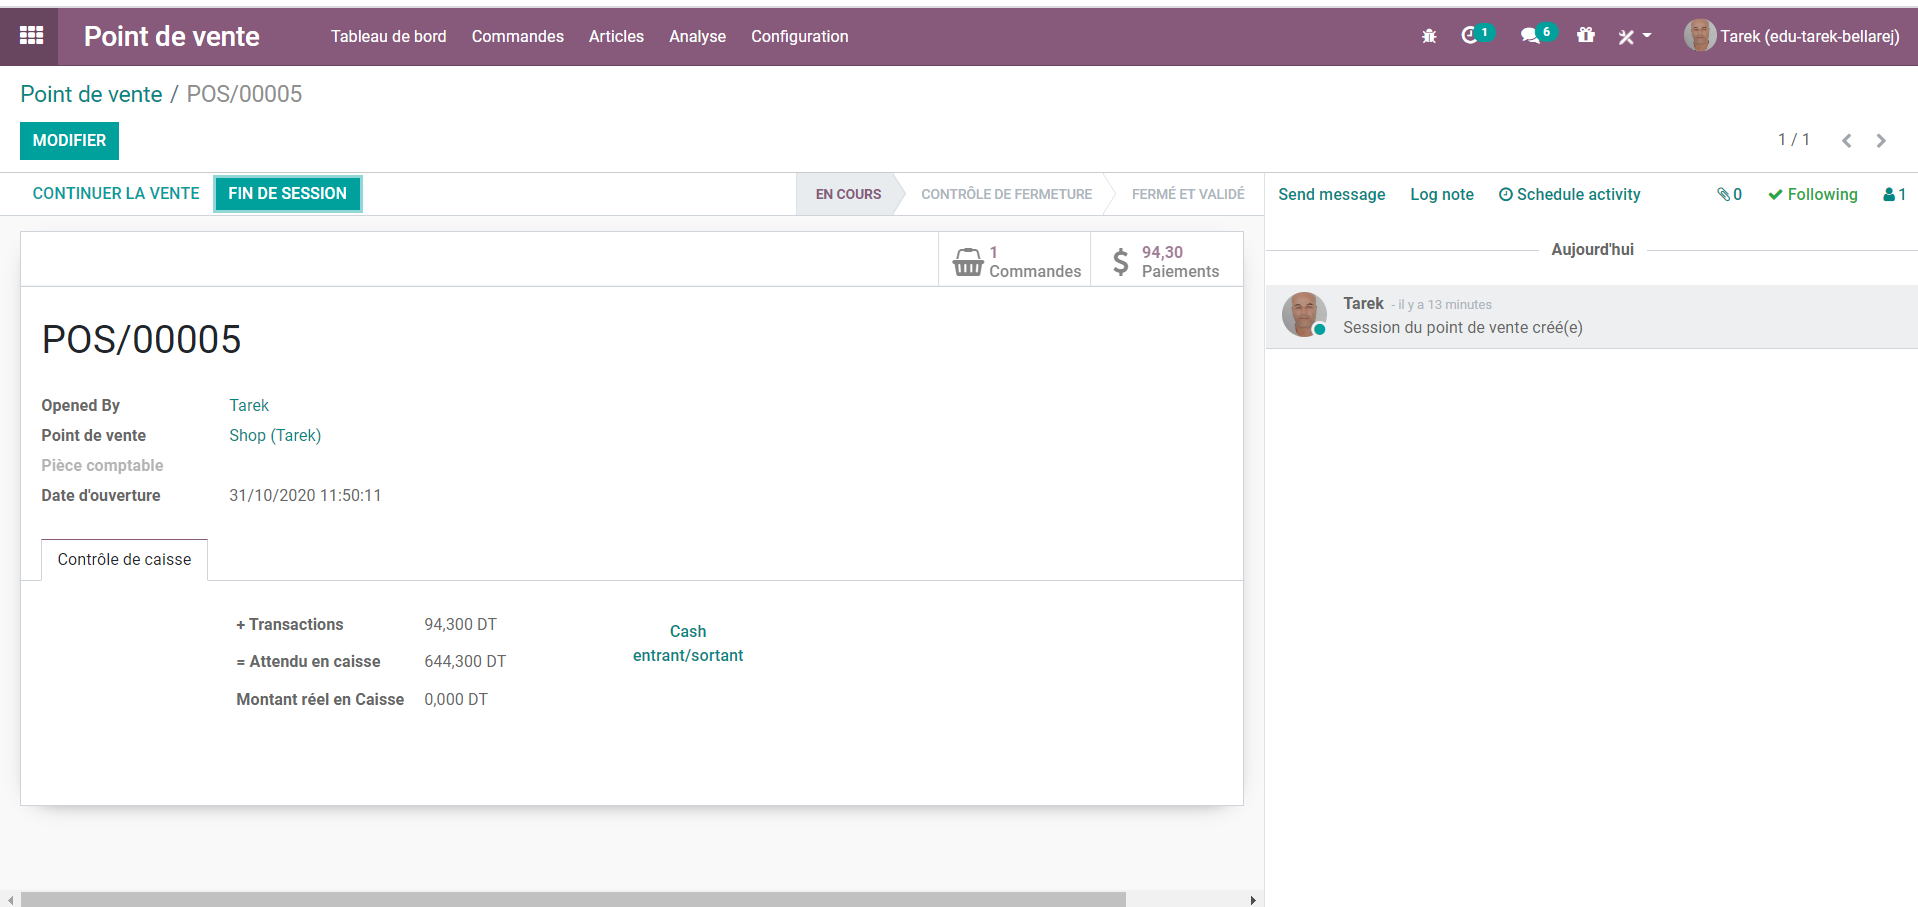 Point de vente Tableau de bord Commandes Articles Analyse Configuration 1 6 Tarek (edu-tarek-bellarej)
Point de vente / POS/00005
MODIFIER 1 / 1
CONTINUER LA VENTE FIN DE SESSION EN COURS CONTRÔLE DE FERMETURE FERMÉ ET VALIDÉ Send message Log note Schedule activity 0 Following 1
Aujourd'hui
1 Commandes
$ 94,30 Paiements
Tarek - il y a 13 minutes
Session du point de vente créé(e)
POS/00005
Opened By Tarek
Point de vente Shop (Tarek)
Pièce comptable
Date d'ouverture 31/10/2020 11:50:11
Contrôle de caisse
+ Transactions 94,300 DT
= Attendu en caisse 644,300 DT
Montant réel en Caisse 0,000 DT
Cash
entrant/sortant